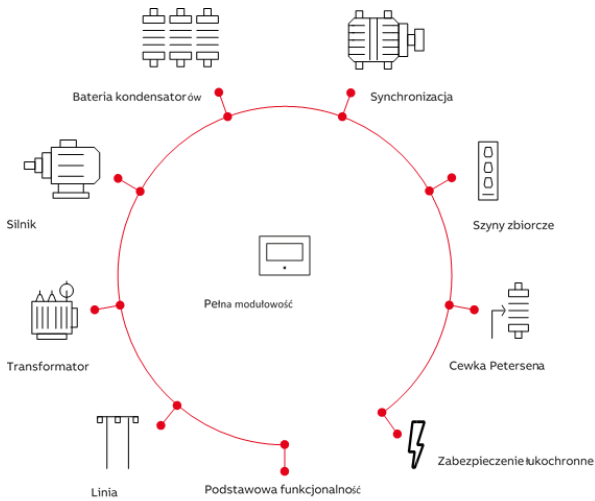 Bateria kondensatorów
Synchronizacja
Silnik
Szyny zbiorcze
Pełna modułowość
Transformator
Cewka Petersena
Zabezpieczenie łukochronne
Linia
Podstawowa funkcjonalność